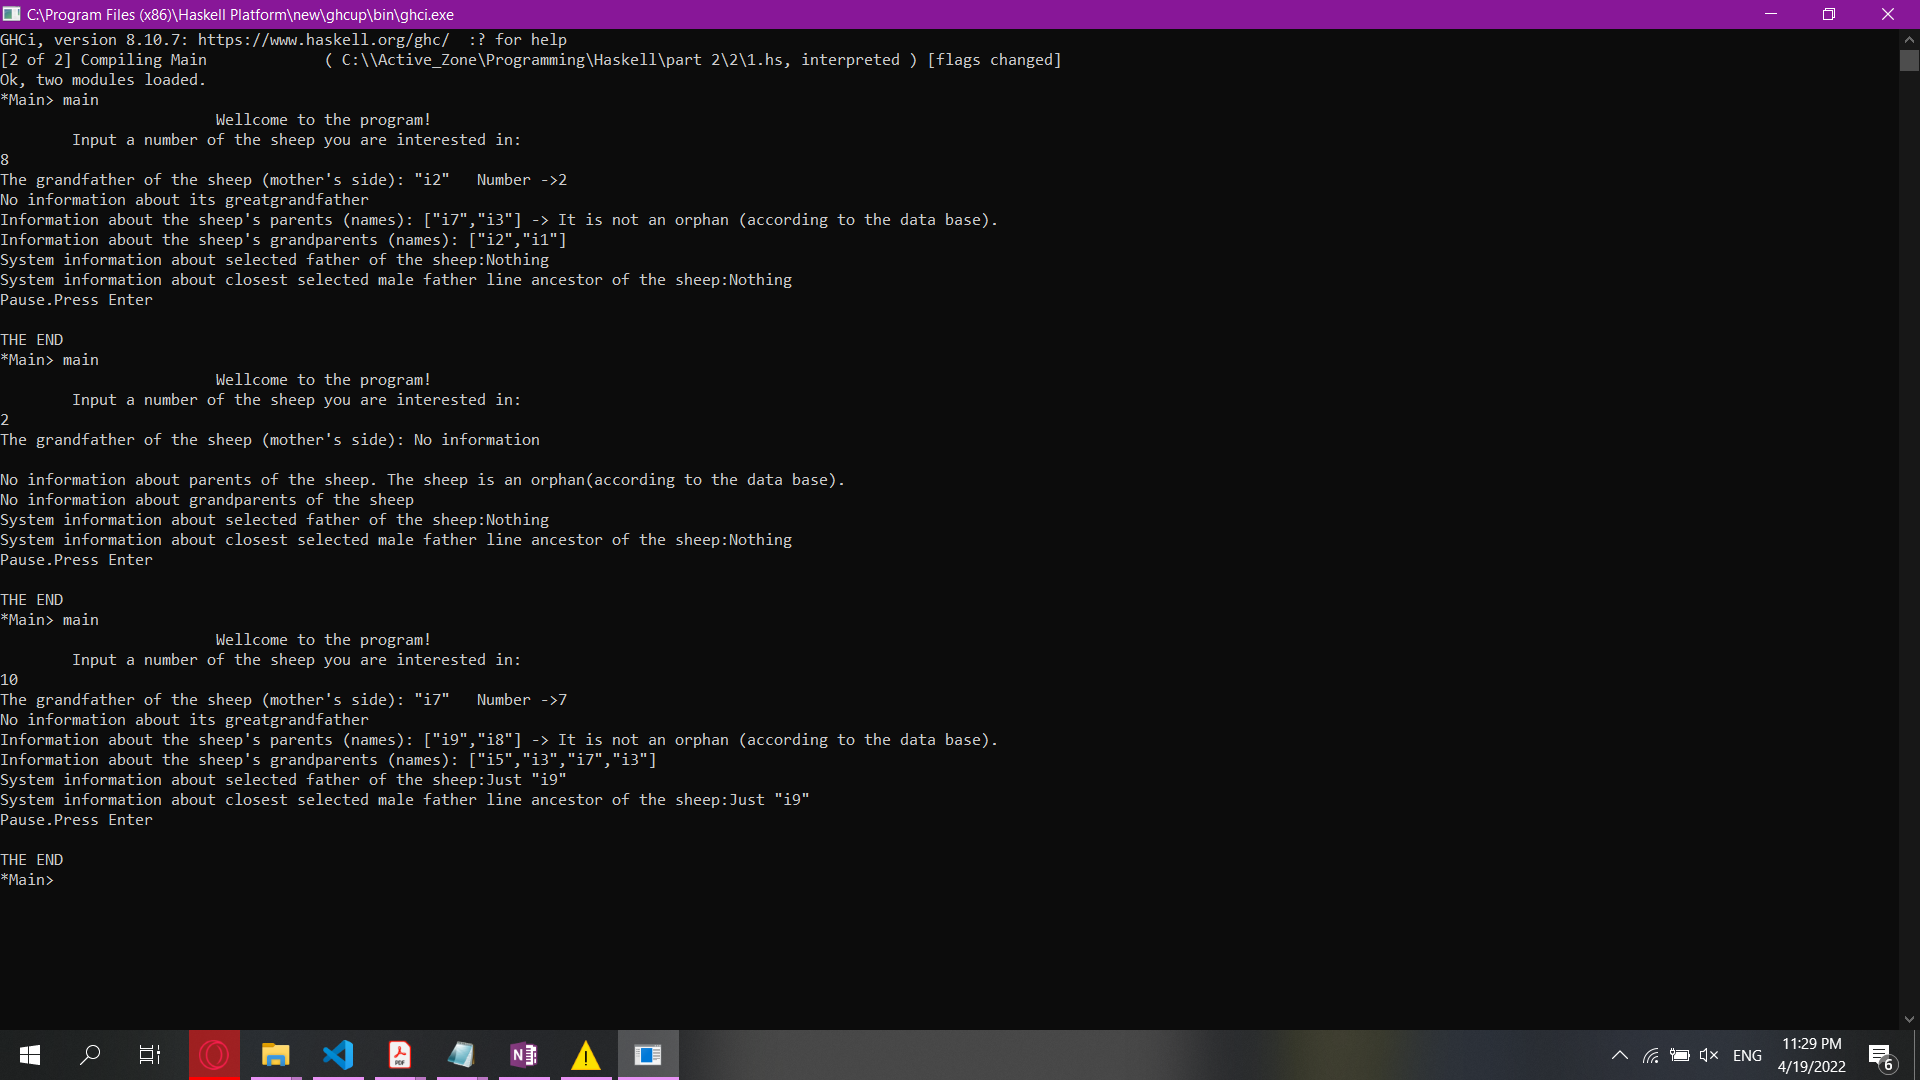 C:\Program Files (x86)\Haskell Platform\new\ghcup\bin\ghci.exe
GHCi, version 8.10.7: https://www.haskell.org/ghc/  :? for help
[2 of 2] Compiling Main             ( C:\\Active_Zone\Programming\Haskell\part 2\2\1.hs, interpreted ) [flags changed]
Ok, two modules loaded.
*Main> main
                        Wellcome to the program!
        Input a number of the sheep you are interested in:
8
The grandfather of the sheep (mother's side): "i2"   Number ->2
No information about its greatgrandfather
Information about the sheep's parents (names): ["i7","i3"] -> It is not an orphan (according to the data base).
Information about the sheep's grandparents (names): ["i2","i1"]
System information about selected father of the sheep:Nothing
System information about closest selected male father line ancestor of the sheep:Nothing
Pause.Press Enter
THE END
*Main> main
                        Wellcome to the program!
        Input a number of the sheep you are interested in:
2
The grandfather of the sheep (mother's side): No information
No information about parents of the sheep. The sheep is an orphan(according to the data base).
No information about grandparents of the sheep
System information about selected father of the sheep:Nothing
System information about closest selected male father line ancestor of the sheep:Nothing
Pause.Press Enter
THE END
*Main> main
                        Wellcome to the program!
        Input a number of the sheep you are interested in:
10
The grandfather of the sheep (mother's side): "i7"   Number ->7
No information about its greatgrandfather
Information about the sheep's parents (names): ["i9","i8"] -> It is not an orphan (according to the data base).
Information about the sheep's grandparents (names): ["i5","i3","i7","i3"]
System information about selected father of the sheep:Just "i9"
System information about closest selected male father line ancestor of the sheep:Just "i9"
Pause.Press Enter
THE END
*Main>
PDF
N
ENG
11:29 PM
4/19/2022
6